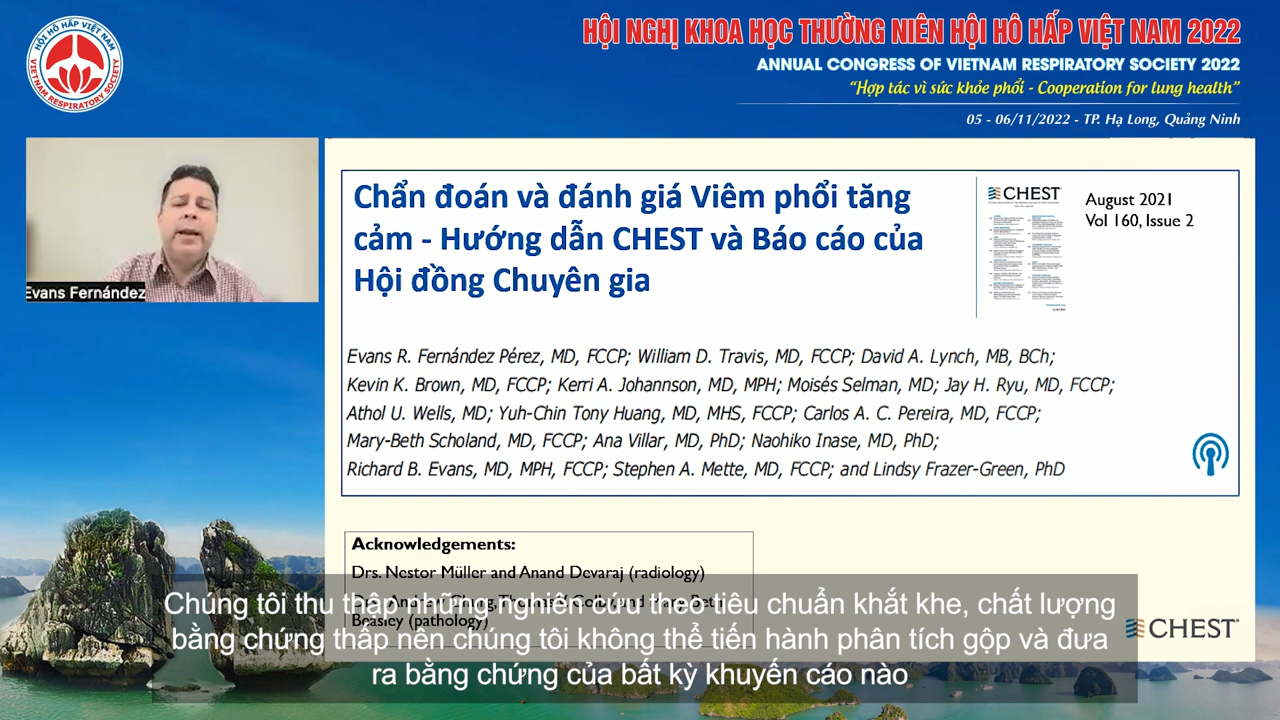 HỘI HÔ HẤP VIỆT NAM
VIETNAM RESPIRATORY SOCIETY
HỘI NGHỊ KHOA HỌC THƯỜNG NIÊN HỘI HÔ HẤP VIỆT NAM 2022
ANNUAL CONGRESS OF VIETNAM RESPIRATORY SOCIETY 2022
“Hợp tác vì sức khỏe phổi - Cooperation for lung health”
05 - 06/11/2022 - TP. Hạ Long, Quảng Ninh
Evans Fernández
Chẩn đoán và đánh giá Viêm phổi tăng
cảm - Hướng dẫn CHEST và Báo cáo của
Hội đồng Chuyên gia
CHEST
August 2021
Vol 160, Issue 2
Evans R. Fernández Pérez, MD, FCCP; William D. Travis, MD, FCCP; David A. Lynch, MB, BCh;
Kevin K. Brown, MD, FCCP; Kerri A. Johannson, MD, MPH; Moisés Selman, MD; Jay H. Ryu, MD, FCCP;
Athol U. Wells, MD; Yuh-Chin Tony Huang, MD, MHS, FCCP; Carlos A. C. Pereira, MD, FCCP;
Mary-Beth Scholand, MD, FCCP; Ana Villar, MD, PhD; Naohiko Inase, MD, PhD;
Richard B. Evans, MD, MPH, FCCP; Stephen A. Mette, MD, FCCP; and Lindsy Frazer-Green, PhD
Acknowledgements:
Drs. Nestor Müller and Anand Devaraj (radiology)
Beasley (pathology)
CHEST
Chúng tôi thu thập những nghiên cứu theo tiêu chuẩn khắt khe, chất lượng
bằng chứng thấp nên chúng tôi không thể tiến hành phân tích gộp và đưa
ra bằng chứng của bất kỳ khuyến cáo nào